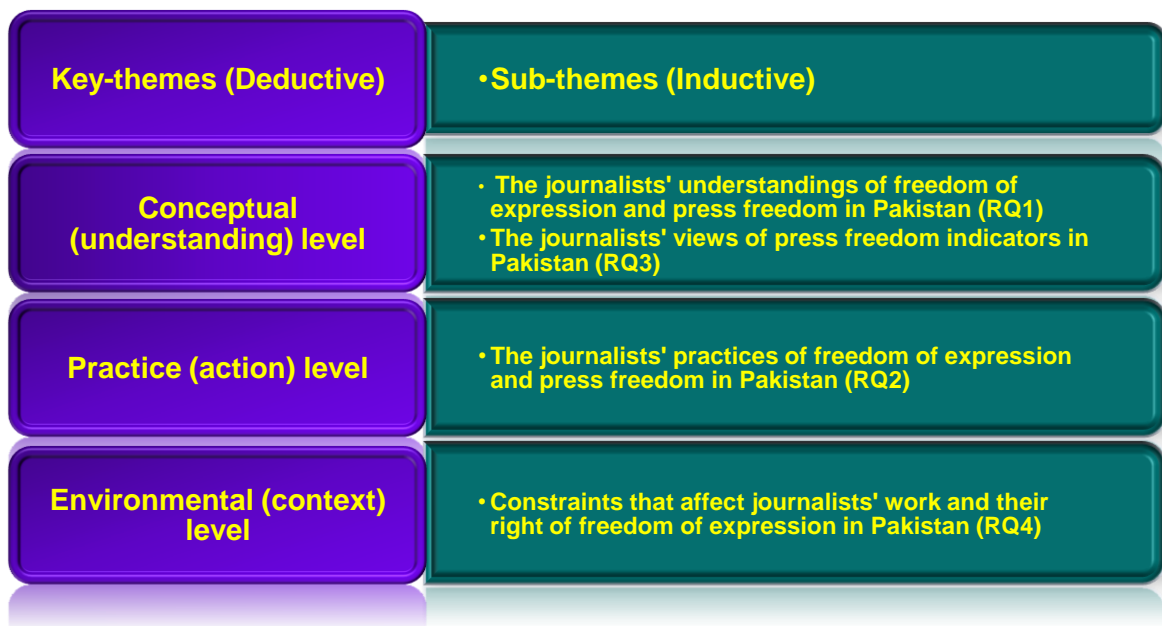 Key-themes (Deductive)
•Sub-themes (Inductive)
Conceptual
(understanding) level
• The journalists' understandings of freedom of
expression and press freedom in Pakistan (RQ1)
•The journalists' views of press freedom indicators in
Pakistan (RQ3)
Practice (action) level
•The journalists' practices of freedom of expression
and press freedom in Pakistan (RQ2)
Environmental (context)
level
•Constraints that affect journalists' work and their
right of freedom of expression in Pakistan (RQ4)